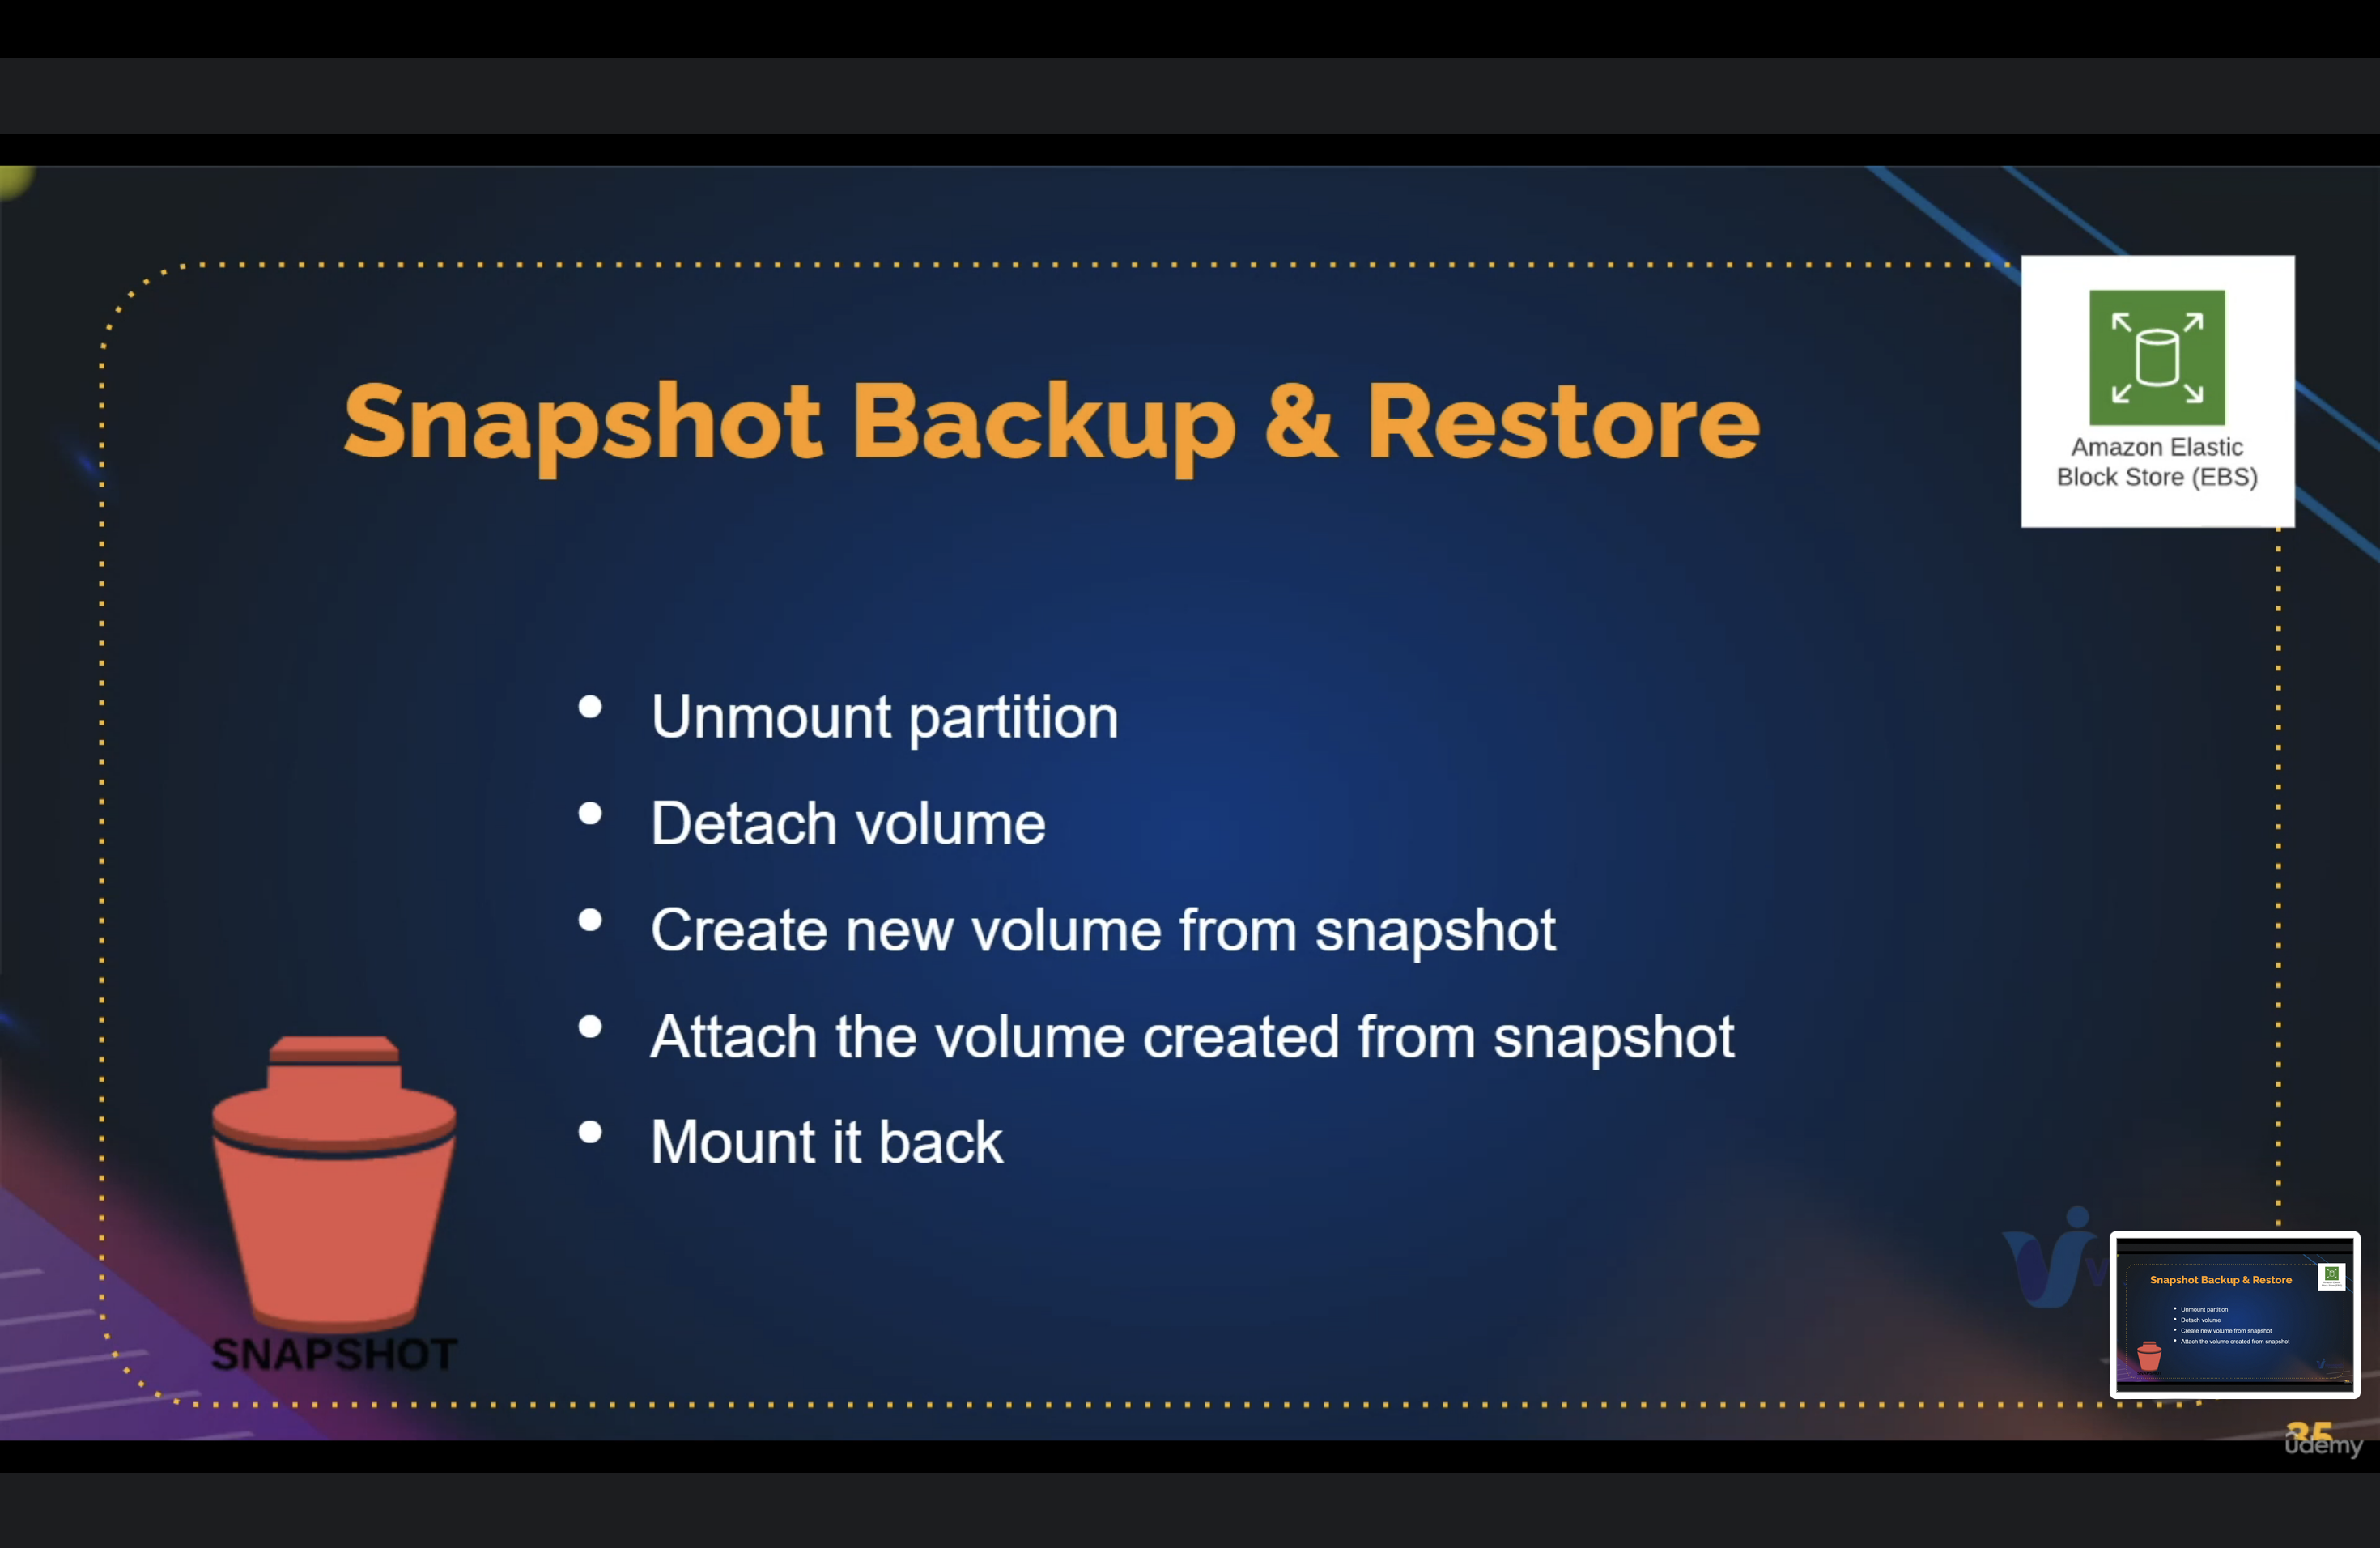 Snapshot Backup & Restore
Amazon Elastic
Block Store (EBS)
• Unmount partition
• Detach volume
• Create new volume from snapshot
• Attach the volume created from snapshot
• Mount it back
SNAPSHOT
Snapshot Backup & Restore
• Unmount partition
• Detach volume
• Create new volume from snapshot
• Attach the volume created from snapshot
35
ûdemy